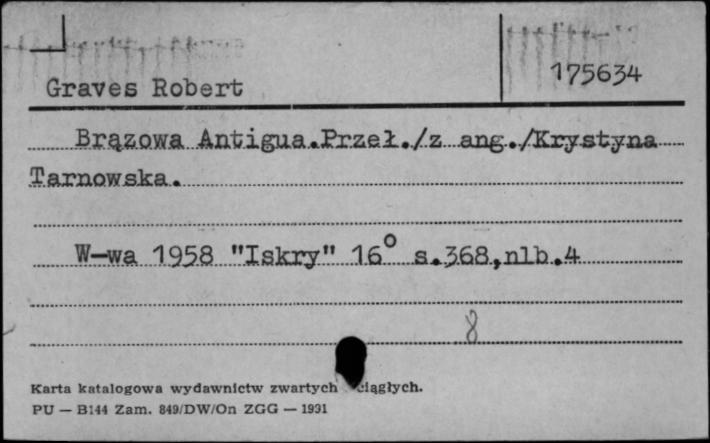 175634
Graves Robert
Brązowa Antigua.Przeł./z ang./Krystyna
Tarnowska.
W-wa 1958 "Iskry" 16° s.368,nlb.4
8
Karta katalogowa wydawnictw zwartych ciągłych.
PU — B144 Zam. 849/DW/On ZGG — 1931